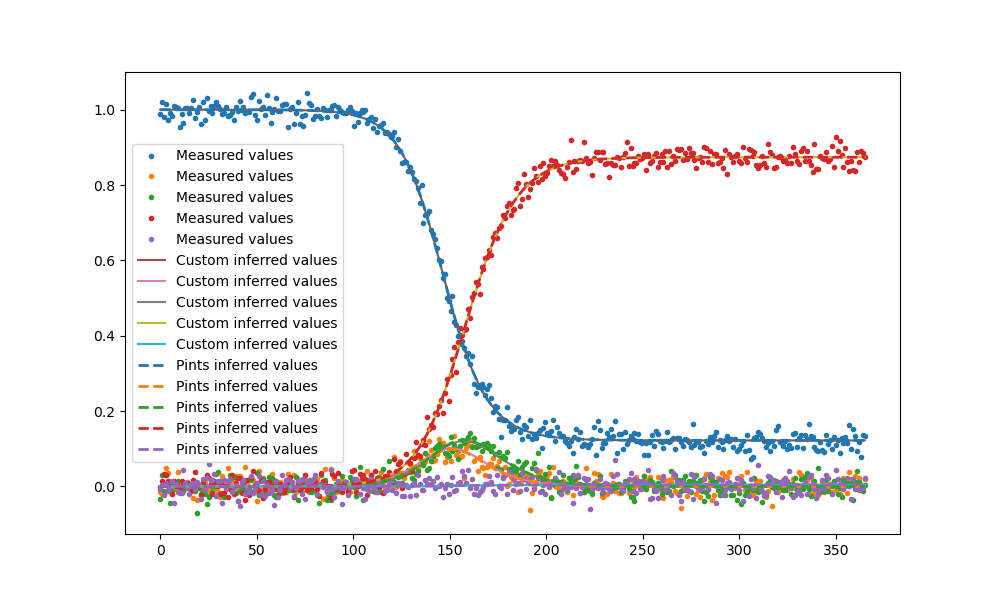 1.0
0.8
0.6
0.4
0.2
0.0
Measured values
Measured values
Measured values
Measured values
Measured values
Custom inferred values
Custom inferred values
Custom inferred values
Custom inferred values
Custom inferred values
Pints inferred values
Pints inferred values
Pints inferred values
Pints inferred values
Pints inferred values
0 50 100 150 200 250 300 350